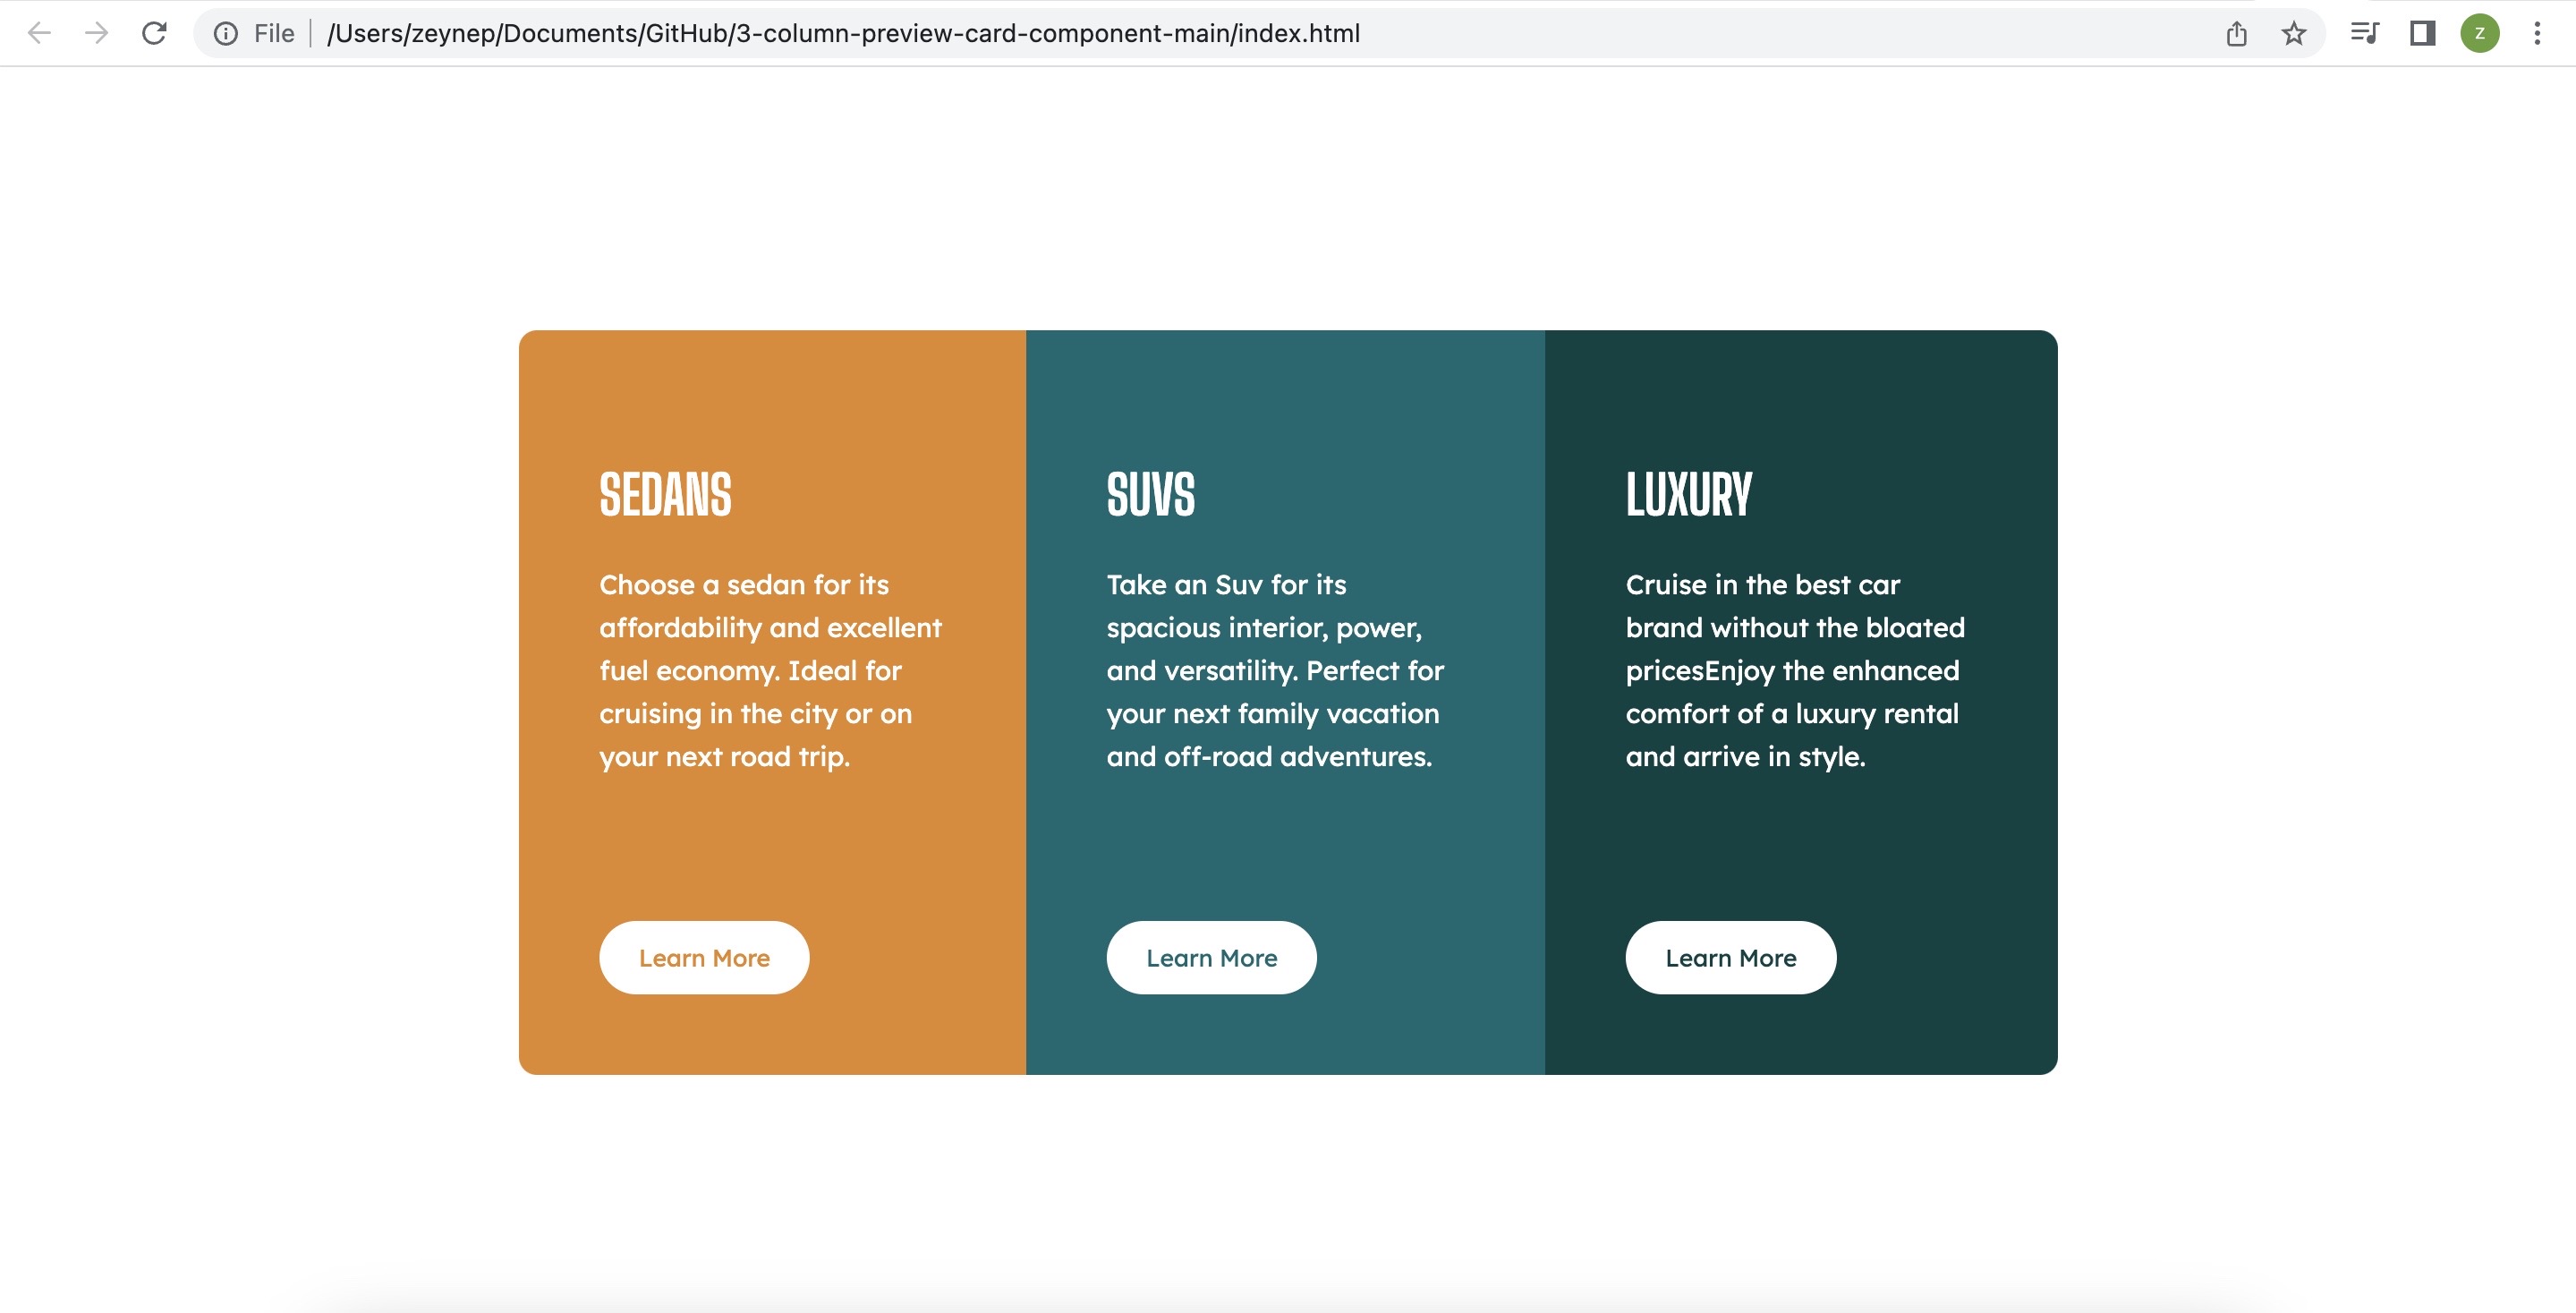 File
/Users/zeynep/Documents/GitHub/3-column-preview-card-component-main/index.html
z
SEDANS
Choose a sedan for its
affordability and excellent
fuel economy. Ideal for
cruising in the city or on
your next road trip.
Learn More
SUVS
Take an Suv for its
spacious interior, power,
and versatility. Perfect for
your next family vacation
and off-road adventures.
Learn More
LUXURY
Cruise in the best car
brand without the bloated
pricesEnjoy the enhanced
comfort of a luxury rental
and arrive in style.
Learn More